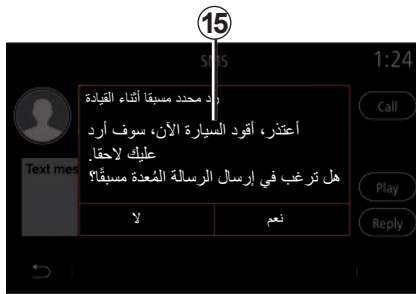 15
SMS
1:24
رد محدد مسبقا أثناء القيادة
أعتذر، أقود السيارة الآن، سوف أرد
عليك لاحقا.
هل ترغب في إرسال الرسالة المُعدة مسبقًا؟
لا
نعم
Call
Text mes
Play
Reply